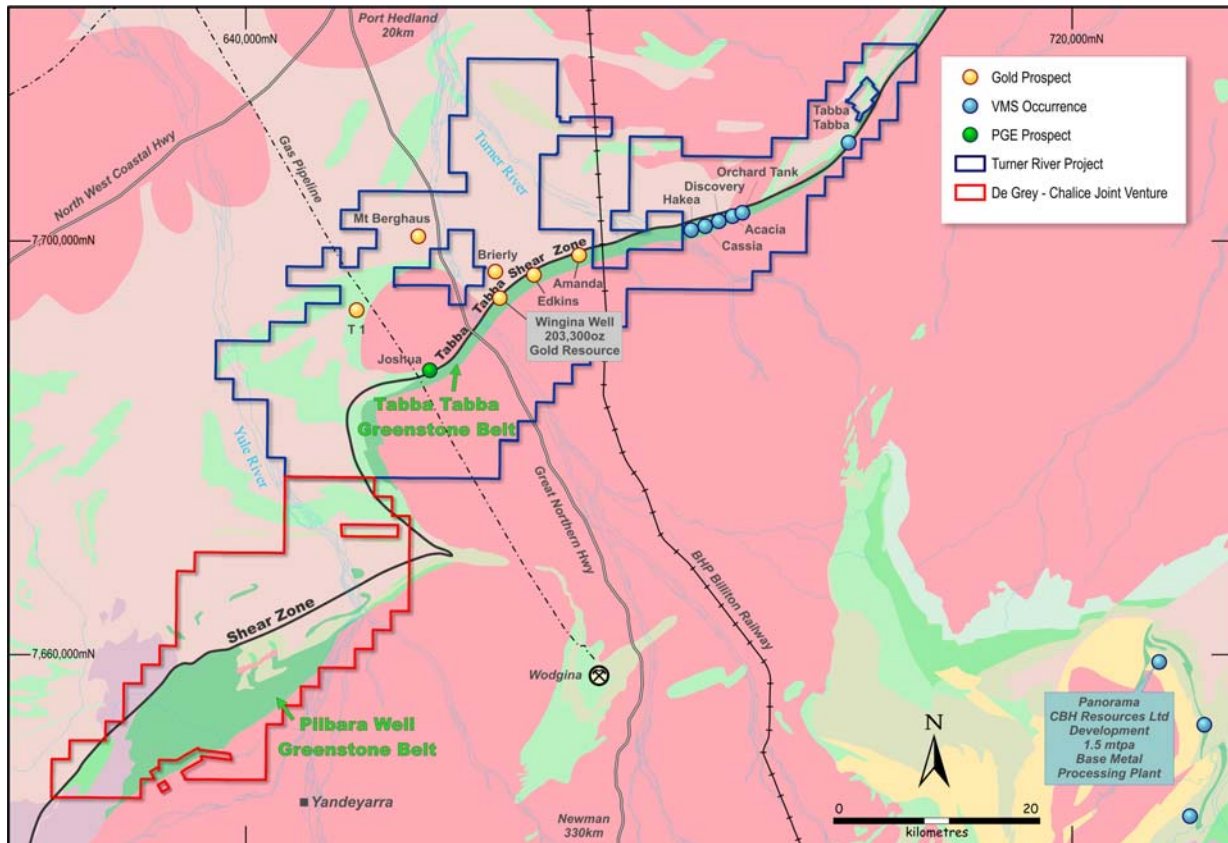 Port Hedland
20km
640,000mN
720,000mN
Gold Prospect
VMS Occurrence
PGE Prospect
Turner River Project
De Grey - Chalice Joint Venture
North West Coastal Hwy
Gas Pipeline
Turner River
Tabba
Tabba
Orchard Tank
Discovery
Hakea
Acacia
Cassia
7,700,000mN
Mt Berghaus
Brierly
Tabba Tabba Shear Zone
Amanda
Edkins
T 1
Wingina Well
203,300oz
Gold Resource
Joshua
Tabba Tabba
Greenstone Belt
Yule River
Great Northern Hwy
BHP Billiton Railway
Shear Zone
7,660,000mN
Wodgina
Pilbara Well
Greenstone Belt
Panorama
CBH Resources Ltd
Development
1.5 mtpa
Base Metal
Processing Plant
N
Yandeyarra
0
20
kilometres
Newman
330km